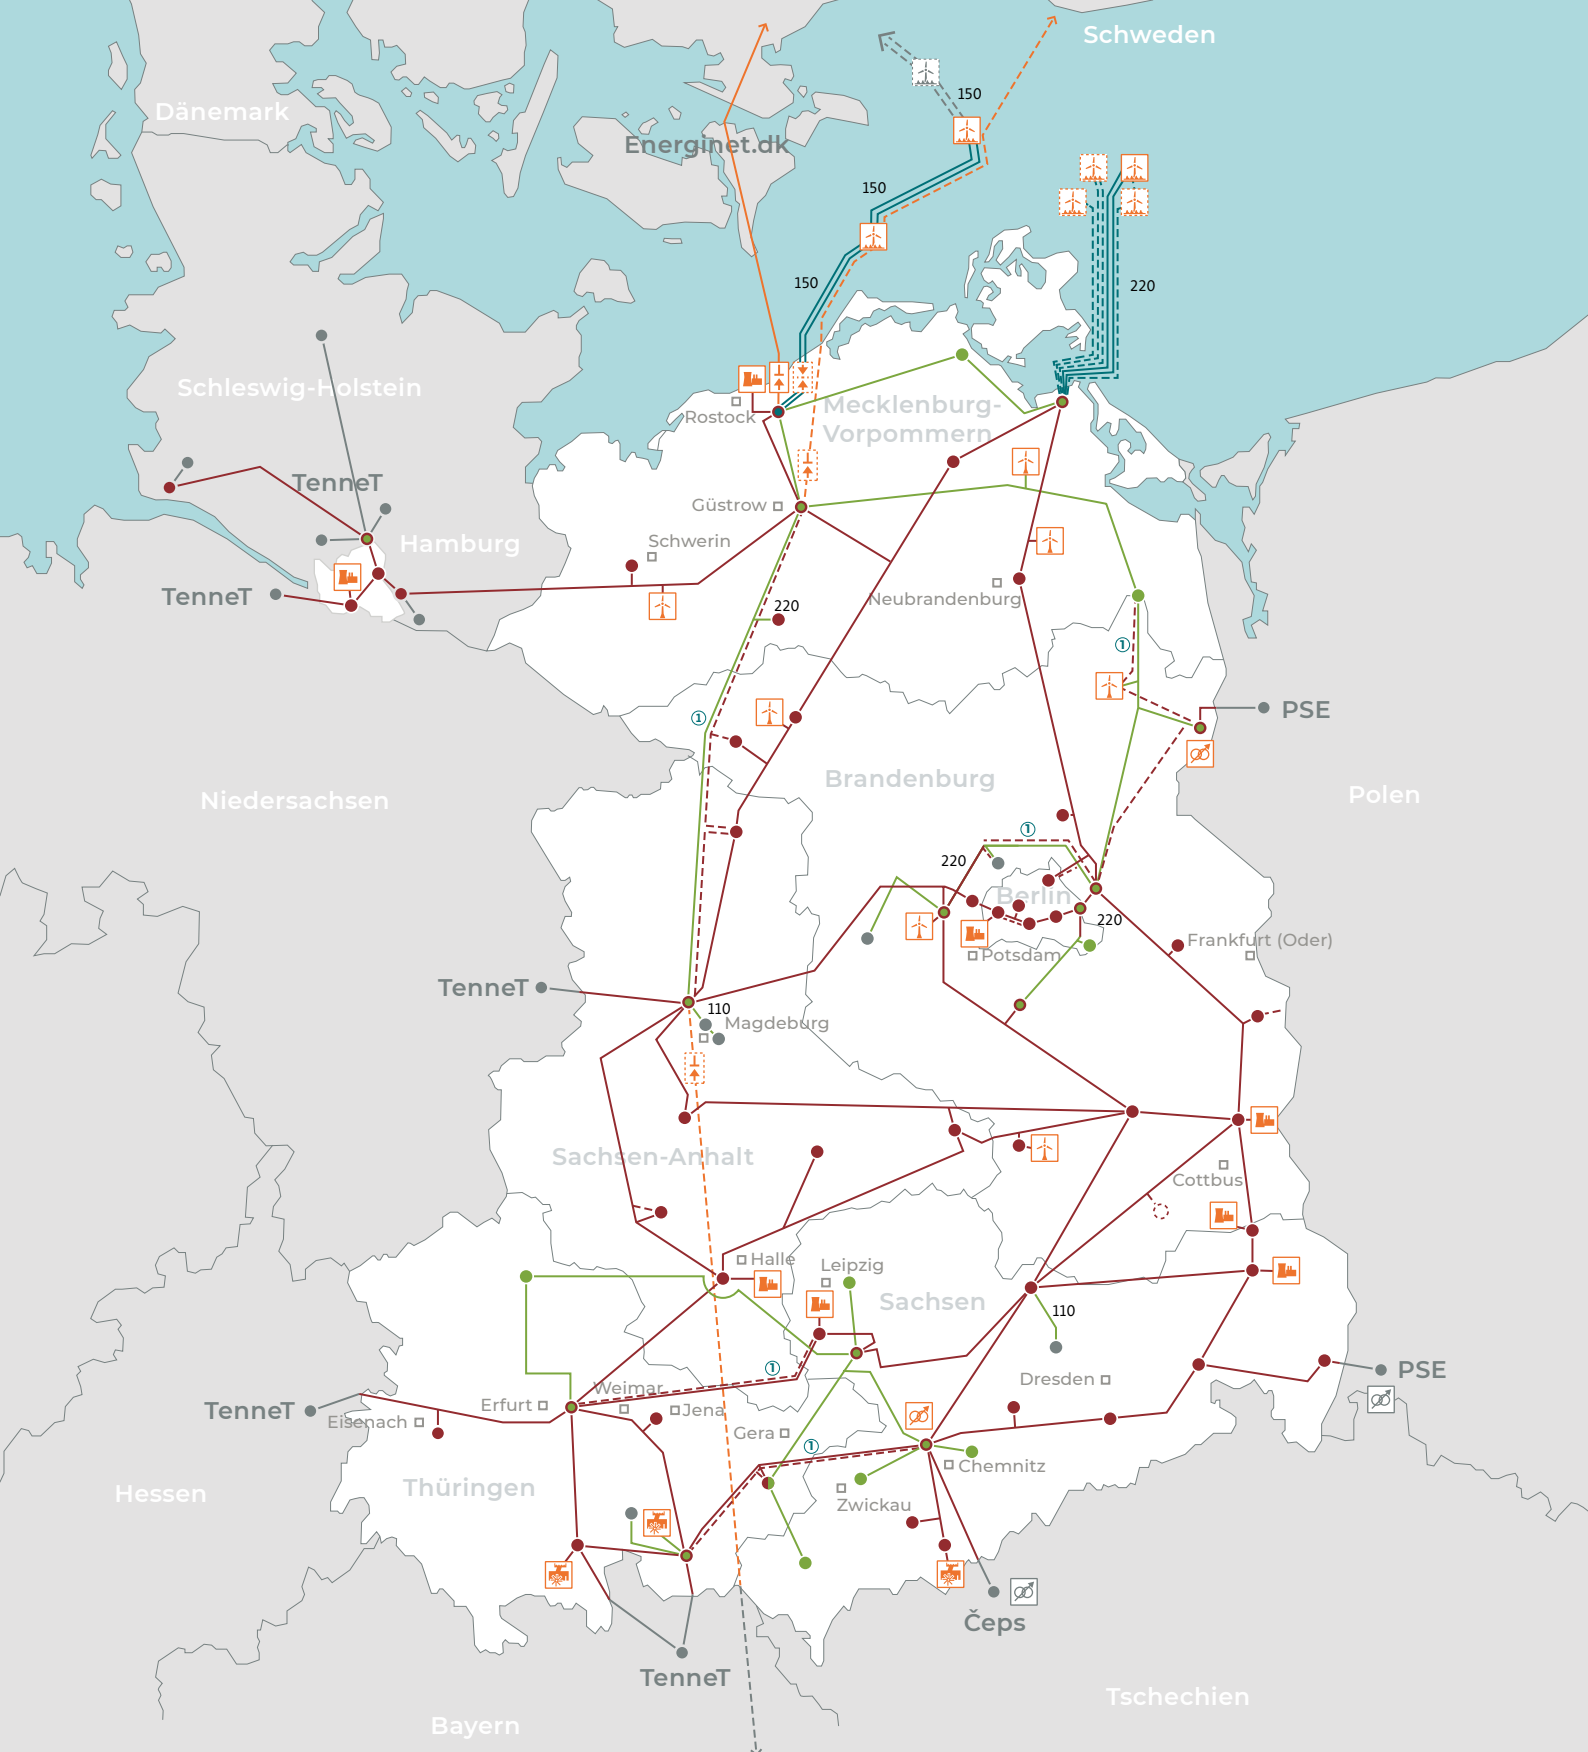 Schweden
150
Dänemark
Energinet.dk
150
150
220
Schleswig-Holstein
Mecklenburg-
Vorpommern
Rostock
TenneT
Güstrow
Hamburg
Schwerin
TenneT
Neubrandenburg
220
①
PSE
①
Brandenburg
Niedersachsen
Polen
①
220
Berlin
220
Frankfurt (Oder)
Potsdam
TenneT
110
Magdeburg
Sachsen-Anhalt
Cottbus
Halle
Leipzig
Sachsen
110
①
Dresden
PSE
Weimar
Erfurt
TenneT
Eisenach
Jena
Gera
①
Chemnitz
Thüringen
Hessen
Zwickau
Čeps
TenneT
Tschechien
Bayern